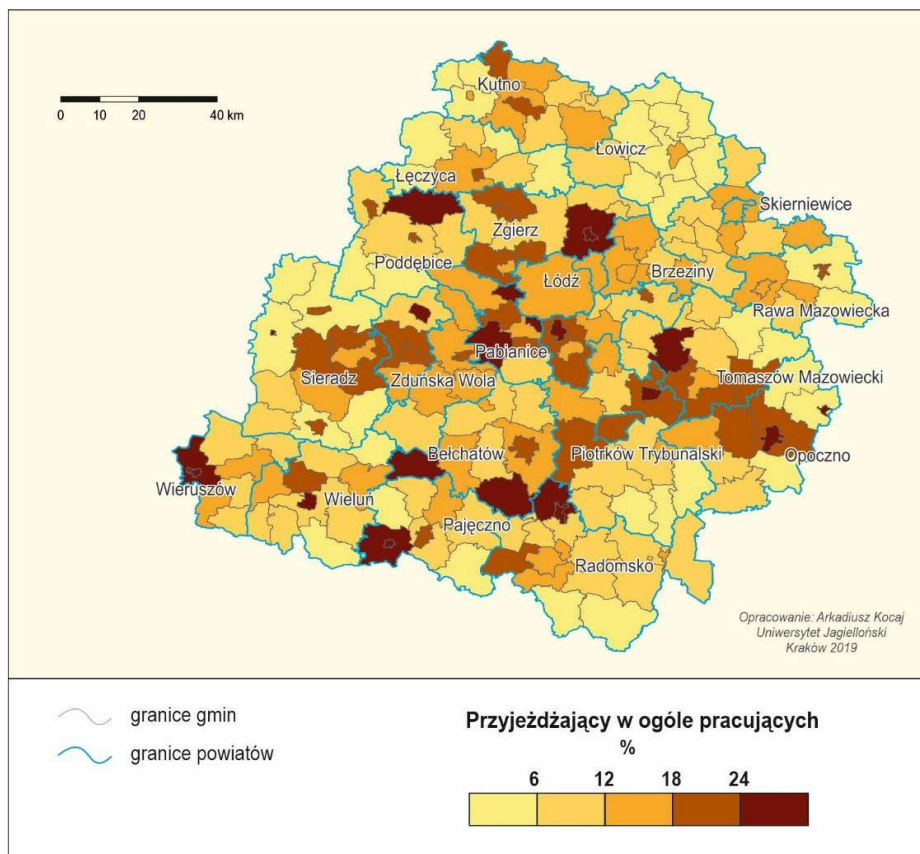 Kutno
0 10 20 40 km
Łowicz
Łęczyca
Skierniewice
Zgierz
Poddębice
Łódź
Brzeziny
Rawa Mazowiecka
Pabianice
Sieradz
Zduńska Wola
Tomaszów Mazowiecki
Bełchatów
Piotrków Trybunalski
Opoczno
Wieruszów
Wieluń
Pajęczno
Radomsko
Opracowanie: Arkadiusz Kocaj
Uniwersytet Jagielloński
Kraków 2019
granice gmin
granice powiatów
Przyjeżdżający w ogóle pracujących
%
6 12 18 24